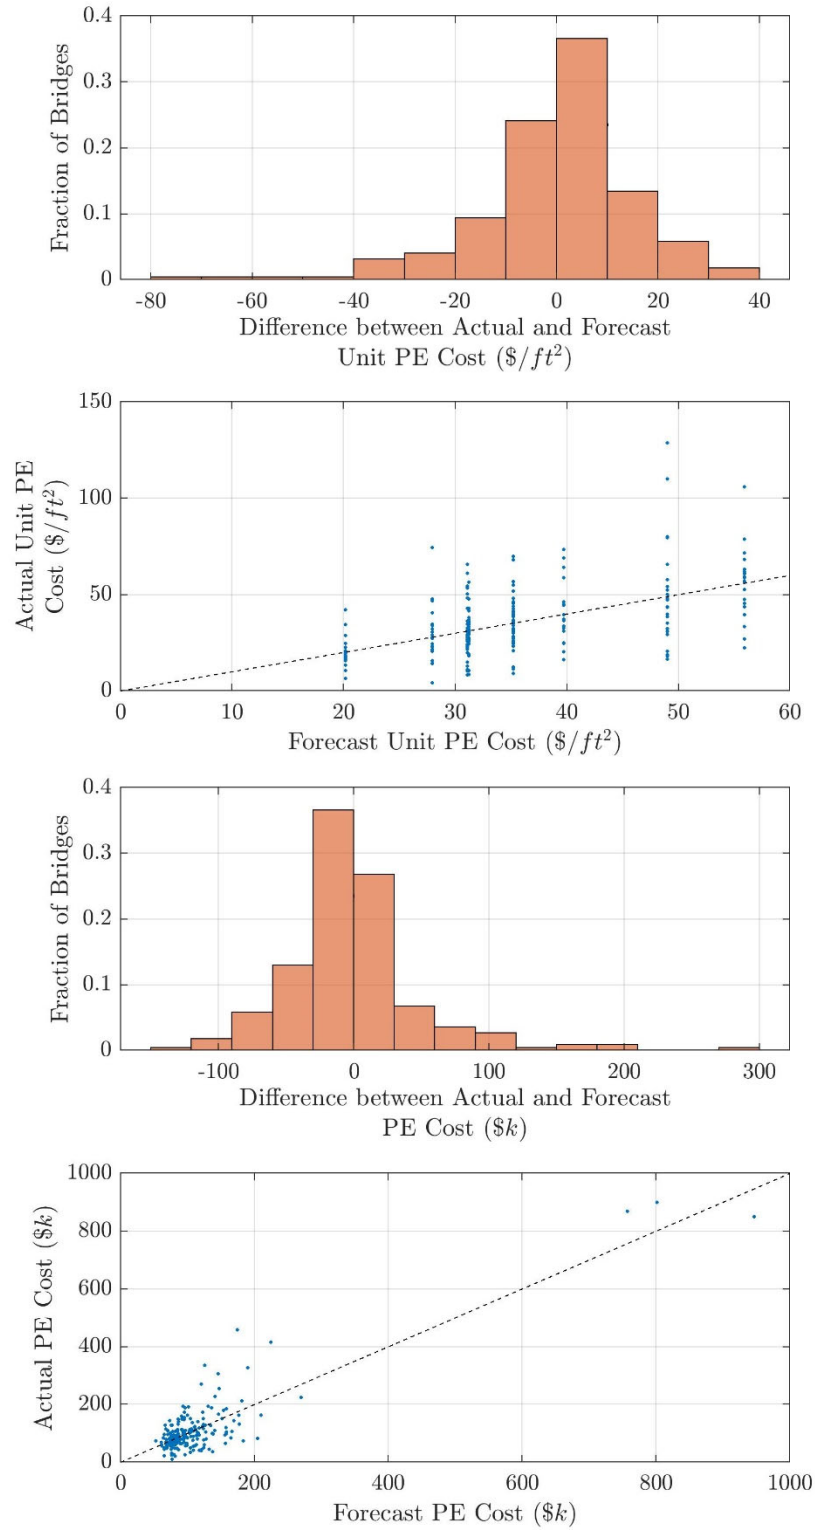 0.4
0.3
0.2
0.1
0
Fraction of Bridges
-80 -60 -40 -20 0 20 40
Difference between Actual and Forecast
Unit PE Cost ($/ft²)
150
100
50
0
Actual Unit PE
Cost ($/ft²)
0 10 20 30 40 50 60
Forecast Unit PE Cost ($/ft²)
0.4
0.3
0.2
0.1
0
Fraction of Bridges
-100 0 100 200 300
Difference between Actual and Forecast
PE Cost ($k)
1000
800
600
400
200
0
Actual PE Cost ($k)
0 200 400 600 800 1000
Forecast PE Cost ($k)